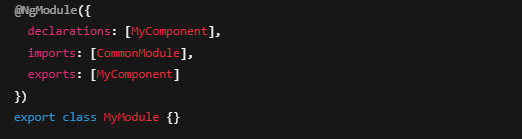 @NgModule({
  declarations: [MyComponent],
  imports: [CommonModule],
  exports: [MyComponent]
})
export class MyModule {}